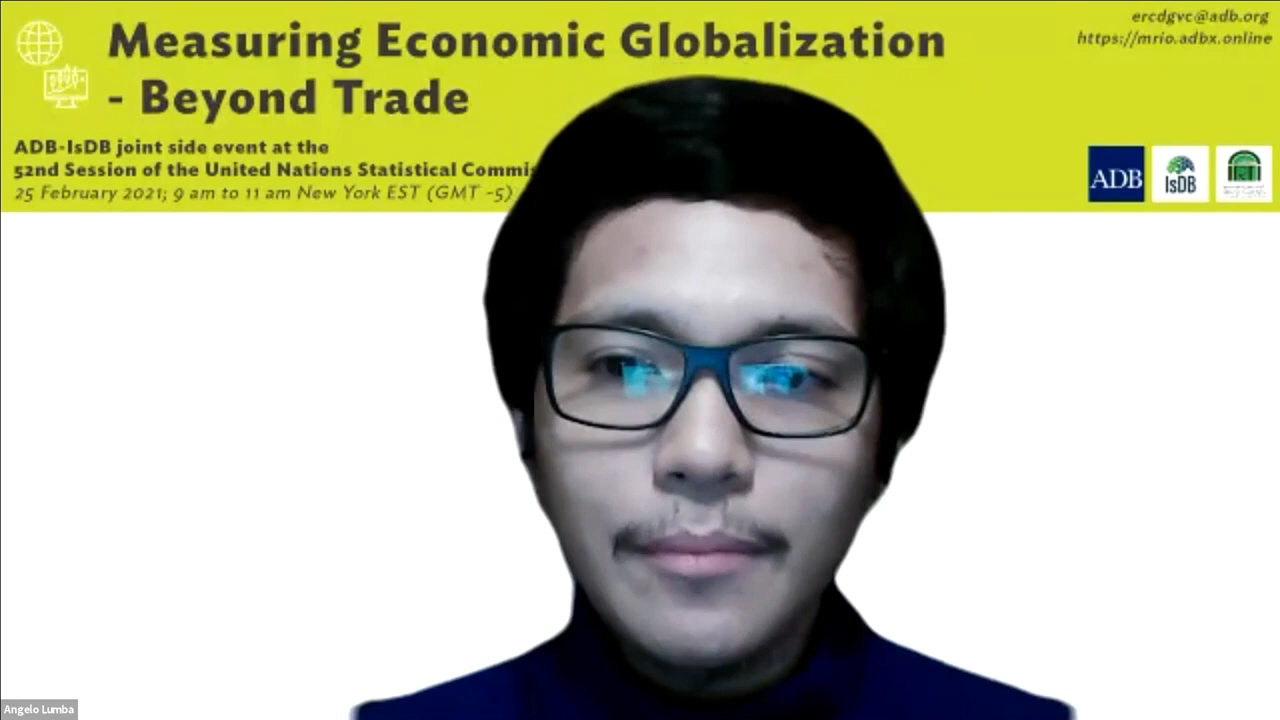 Measuring Economic Globalization
- Beyond Trade
ADB-IsDB joint side event at the
52nd Session of the United Nations Statistical Commi
25 February 2021; 9 am to 11 am New York EST (GMT -5)
ercdgvc@adb.org
https://mrio.adbx.online
ADB
IsDB
Angelo Lumba